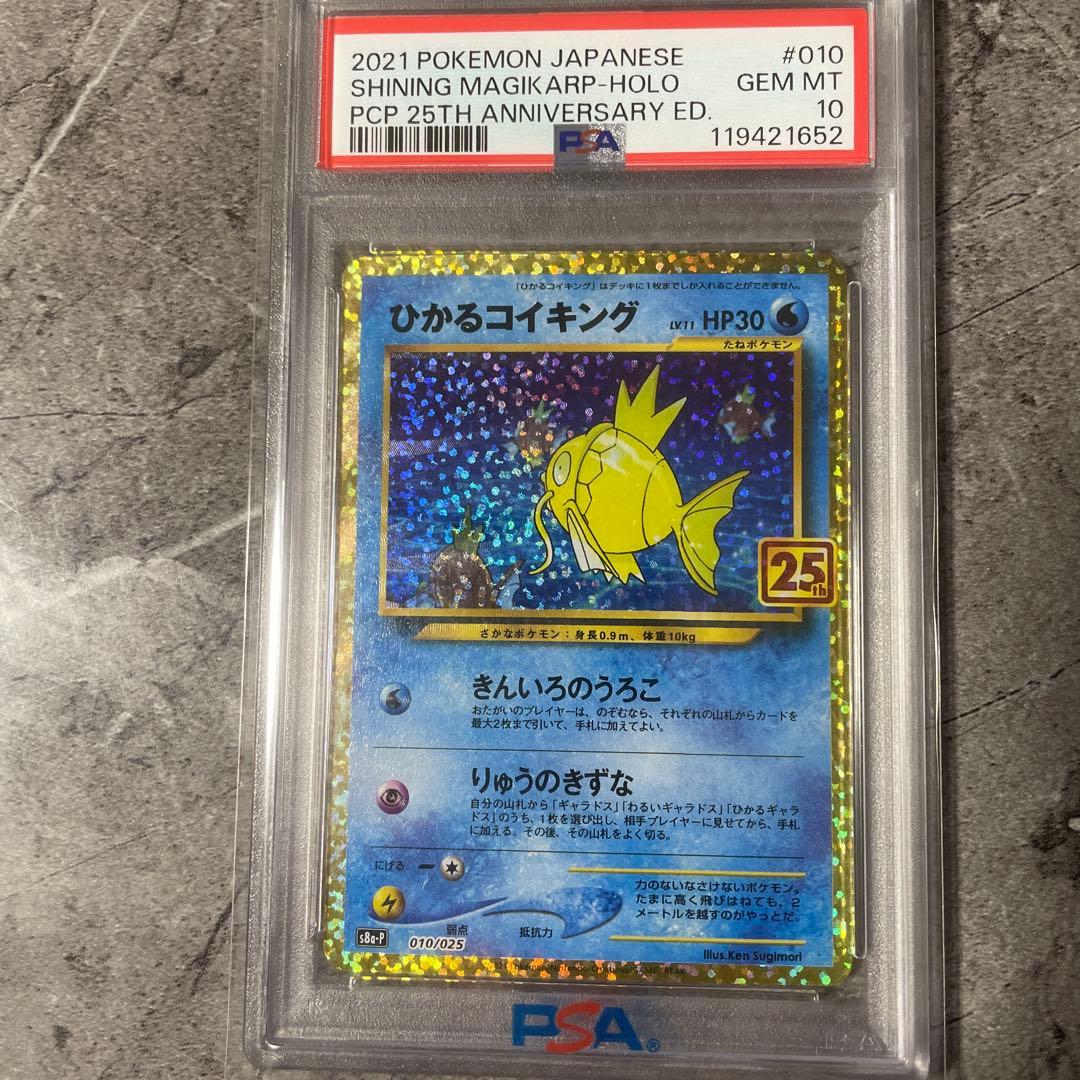 2021 POKEMON JAPANESE #010
SHINING MAGIKARP-HOLO GEM MT
PCP 25TH ANNIVERSARY ED. 10
PSA 119421652
「ひかるコイキング」はデッキに1枚までしか入れることができません。
ひかるコイキング LV.11 HP30
たねポケモン
25th
さかなポケモン：身長0.9m、体重10kg
きんいろのうろこ
おたがいのプレイヤーは、のぞむなら、それぞれの山札からカードを
最大2枚まで引いて、手札に加えてよい。
りゅうのきずな
自分の山札から「ギャラドス」「わるいギャラドス」「ひかるギャラ
ドス」のうち、1枚を選び出し、相手プレイヤーに見せてから、手札
に加える。その後、その山札をよく切る。
にげる
力のないなさけないポケモン。
たまに高く飛びはねても、2
メートルを越すのがやっとだ。
弱点 抵抗力
s8a-P 010/025
Illus.Ken Sugimori
PSA®